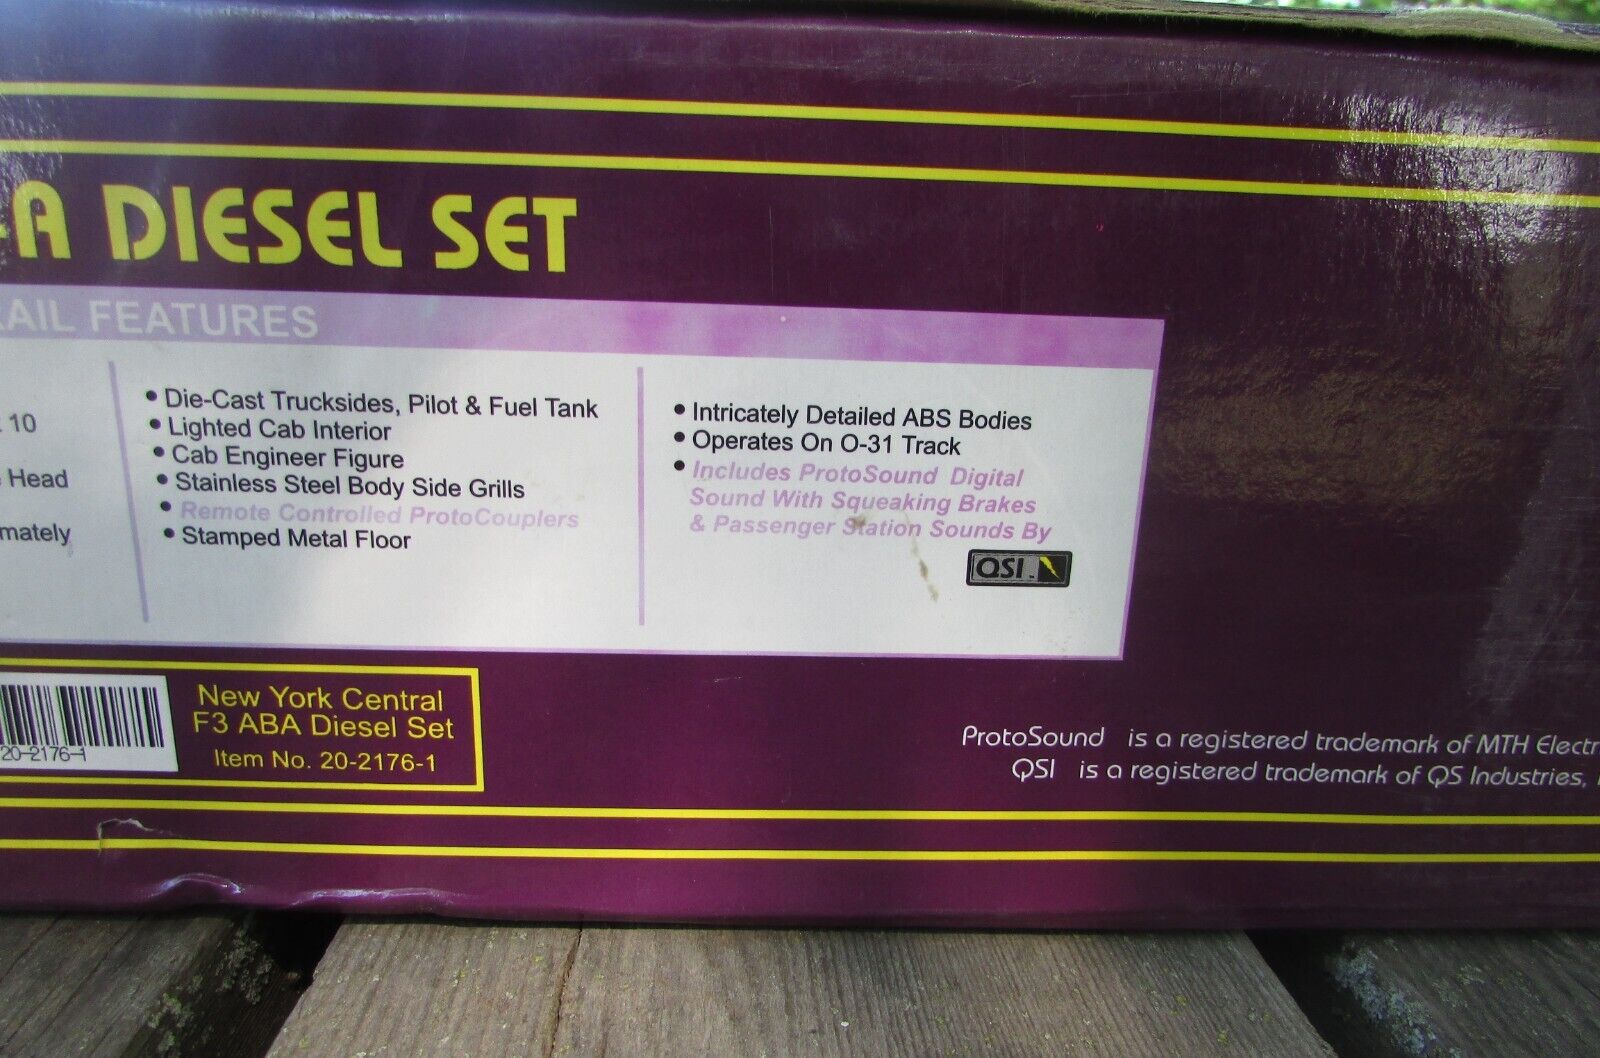 -A DIESEL SET
RAIL FEATURES
10
Head
mately
• Die-Cast Trucksides, Pilot & Fuel Tank
• Lighted Cab Interior
• Cab Engineer Figure
• Stainless Steel Body Side Grills
• Remote Controlled ProtoCouplers
• Stamped Metal Floor
• Intricately Detailed ABS Bodies
• Operates On O-31 Track
• Includes ProtoSound Digital
Sound With Squeaking Brakes
& Passenger Station Sounds By
QSI
20-2176-1
New York Central
F3 ABA Diesel Set
Item No. 20-2176-1
ProtoSound is a registered trademark of MTH Electr
QSI is a registered trademark of QS Industries,